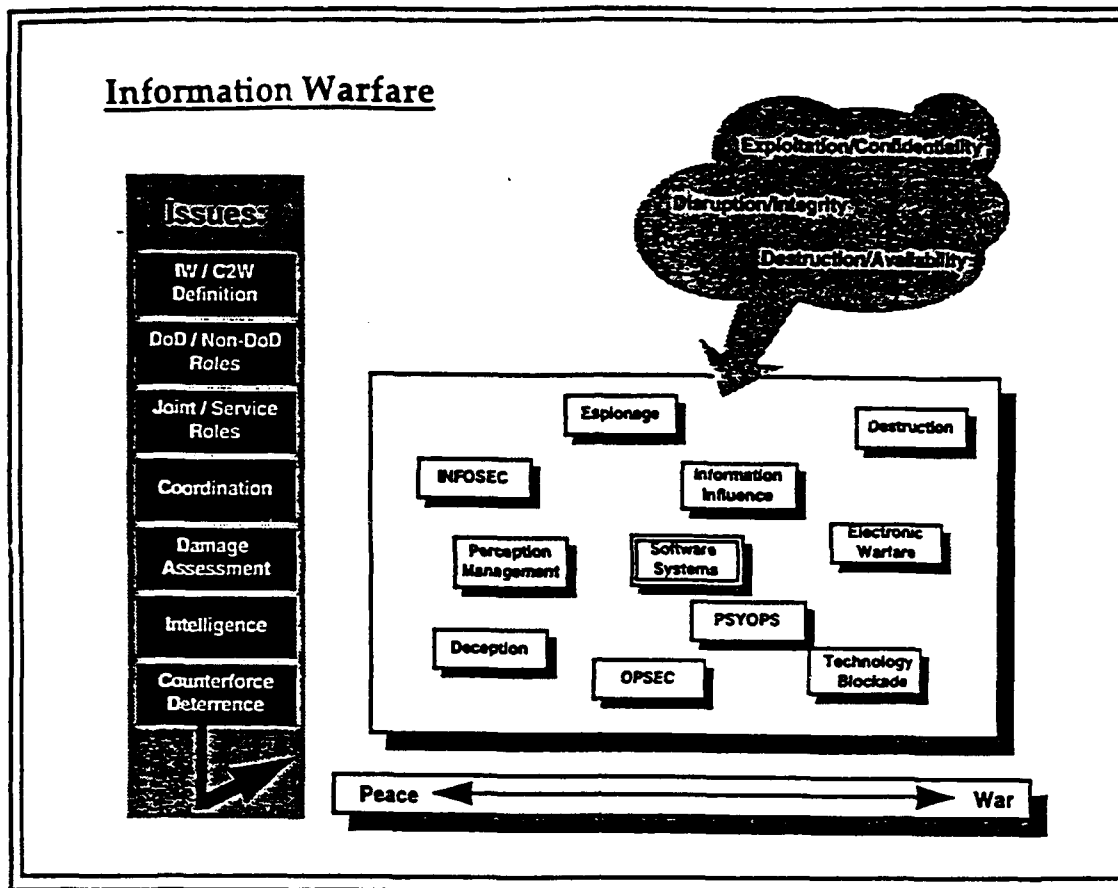 Information Warfare
Issues:
IW / C2W
Definition
DoD / Non-DoD
Roles
Joint / Service
Roles
Coordination
Damage
Assessment
Intelligence
Counterforce
Deterrence
Exploitation/Confidentiality
Disruption/Integrity
Destruction/Availability
Espionage
Destruction
INFOSEC
Information
Influence
Electronic
Warfare
Perception
Management
Software
Systems
PSYOPS
Deception
OPSEC
Technology
Blockade
Peace
War